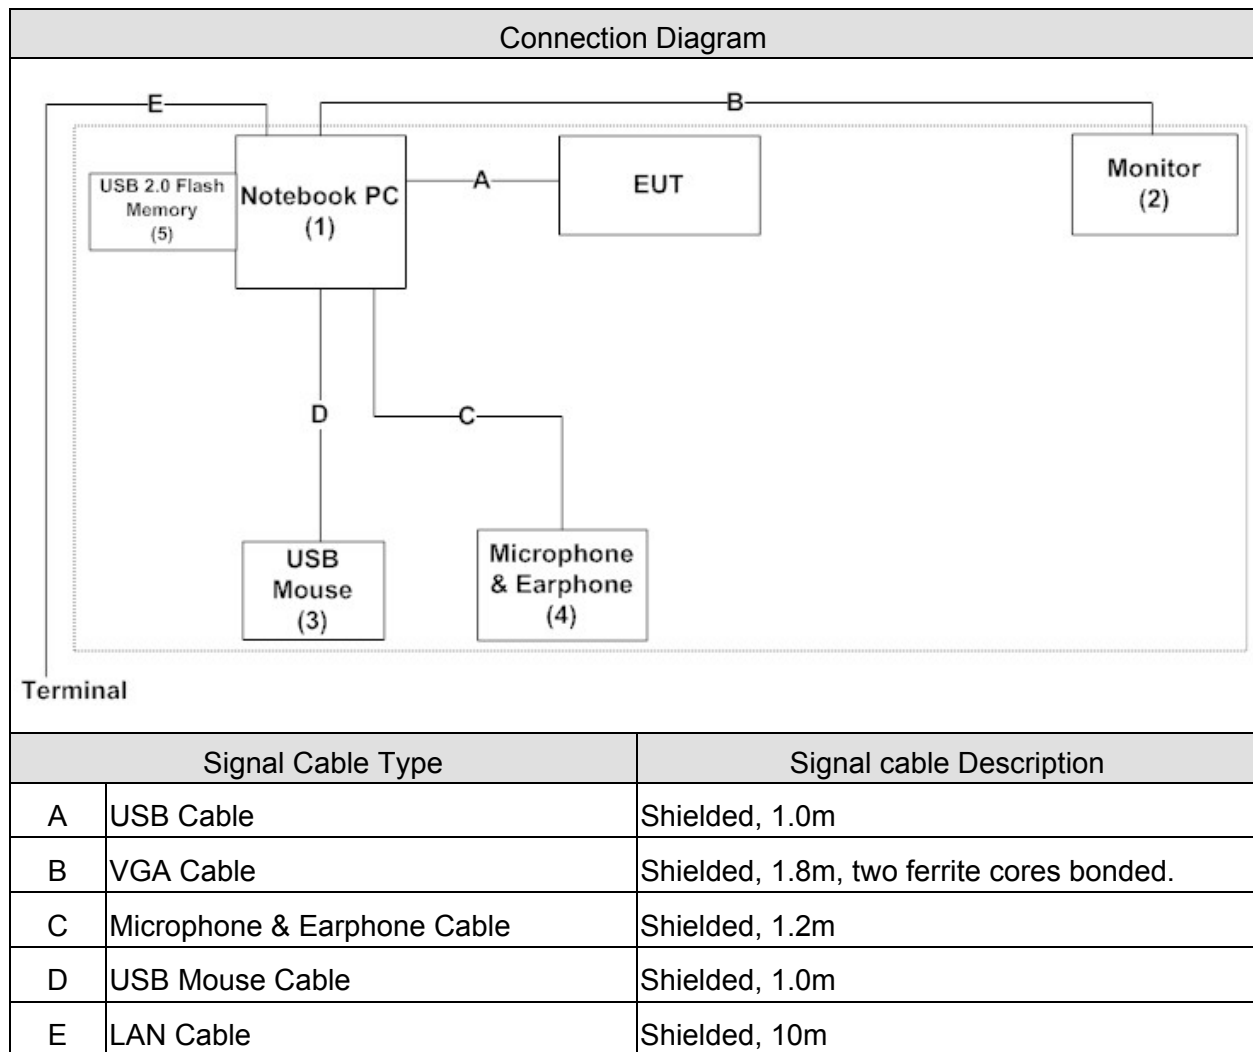 Connection Diagram
E
B
USB 2.0 Flash
Memory
(5)
Notebook PC
(1)
A
EUT
Monitor
(2)
D
C
USB
Mouse
(3)
Microphone
& Earphone
(4)
Terminal
Signal Cable Type Signal cable Description
A USB Cable Shielded, 1.0m
B VGA Cable Shielded, 1.8m, two ferrite cores bonded.
C Microphone & Earphone Cable Shielded, 1.2m
D USB Mouse Cable Shielded, 1.0m
E LAN Cable Shielded, 10m